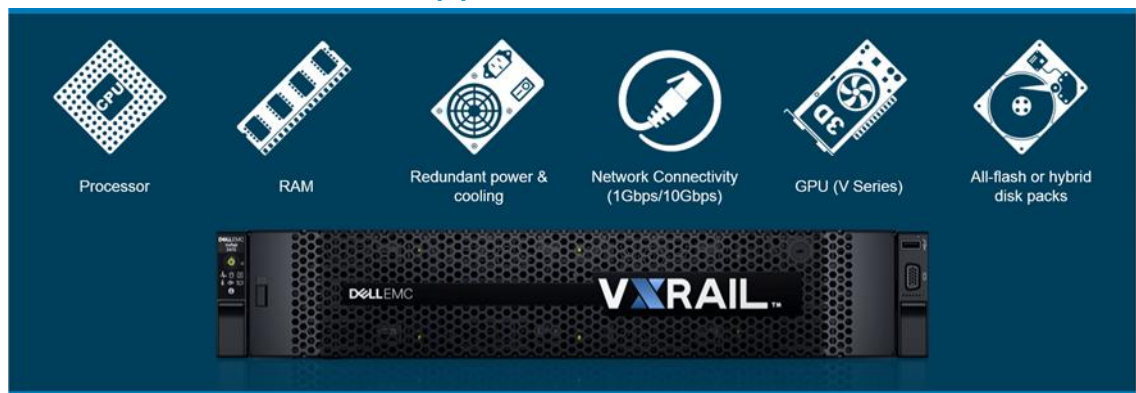 CPU
3D
Processor
RAM
Redundant power &
cooling
Network Connectivity
(1Gbps/10Gbps)
GPU (V Series)
All-flash or hybrid
disk packs
DELLEMC
DELLEMC
VXRAIL